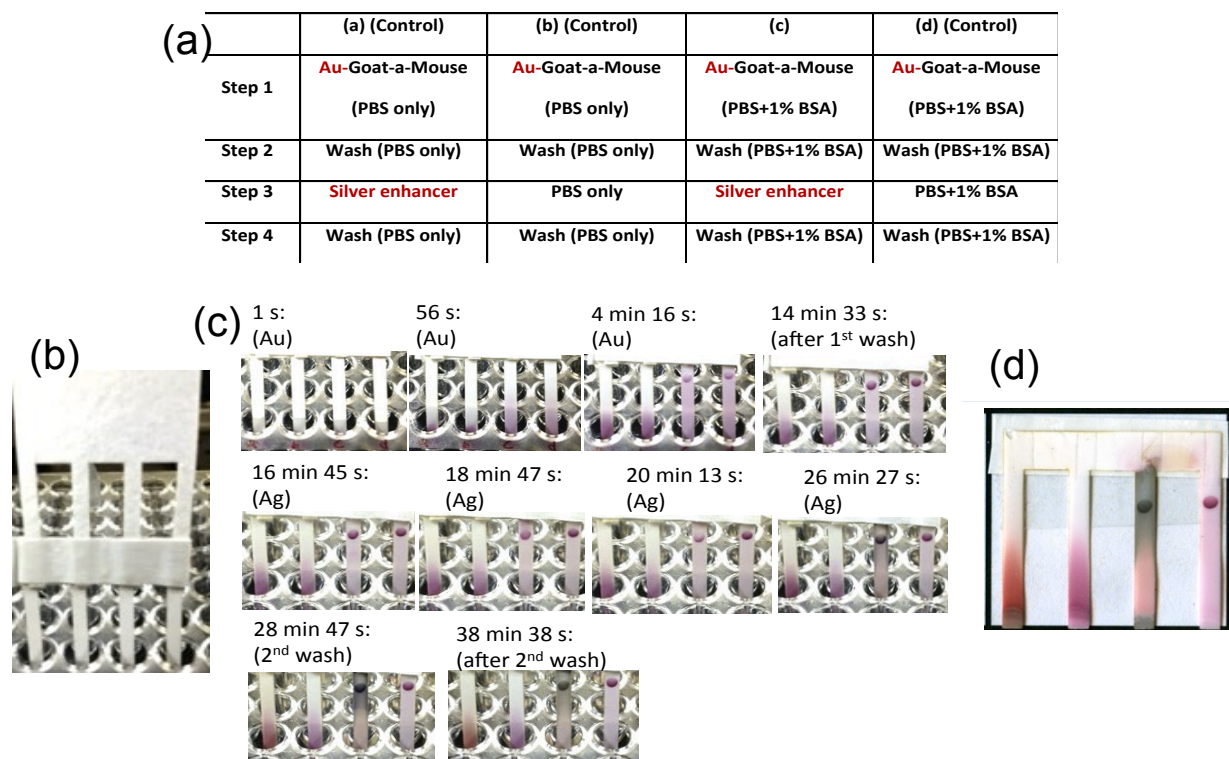 (a)
(a) (Control) (b) (Control) (c) (d) (Control)
Step 1 Au-Goat-a-Mouse (PBS only) Au-Goat-a-Mouse (PBS only) Au-Goat-a-Mouse (PBS+1% BSA) Au-Goat-a-Mouse (PBS+1% BSA)
Step 2 Wash (PBS only) Wash (PBS only) Wash (PBS+1% BSA) Wash (PBS+1% BSA)
Step 3 Silver enhancer PBS only Silver enhancer PBS+1% BSA
Step 4 Wash (PBS only) Wash (PBS only) Wash (PBS+1% BSA) Wash (PBS+1% BSA)
(b)
(c)
1 s:
(Au)
56 s:
(Au)
4 min 16 s:
(Au)
14 min 33 s:
(after 1st wash)
16 min 45 s:
(Ag)
18 min 47 s:
(Ag)
20 min 13 s:
(Ag)
26 min 27 s:
(Ag)
28 min 47 s:
(2nd wash)
38 min 38 s:
(after 2nd wash)
(d)